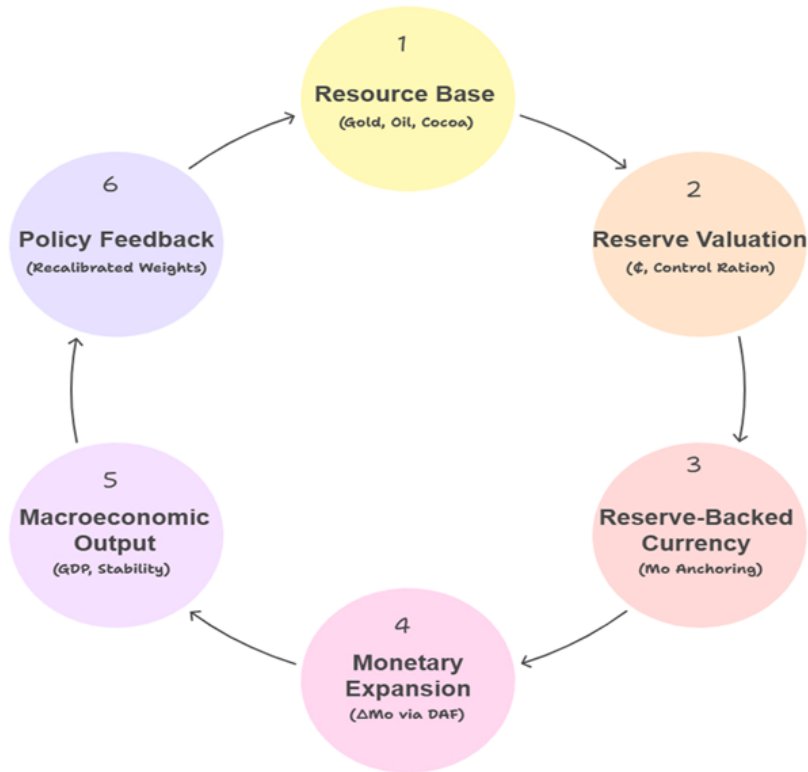 1
Resource Base
(Gold, Oil, Cocoa)
2
Reserve Valuation
(₵, Control Ration)
3
Reserve-Backed
Currency
(Mo Anchoring)
4
Monetary
Expansion
(ΔMo via DAF)
5
Macroeconomic
Output
(GDP, Stability)
6
Policy Feedback
(Recalibrated Weights)